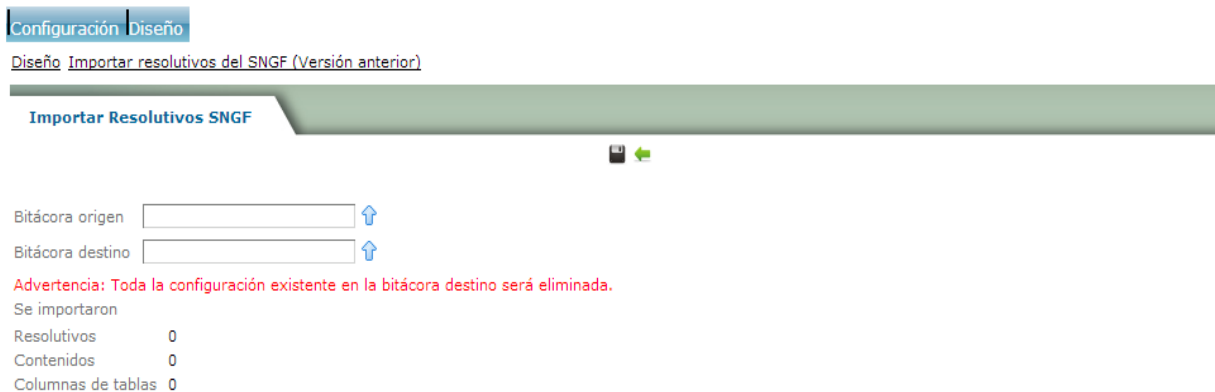 Configuración Diseño
Diseño Importar resolutivos del SNGF (Versión anterior)
Importar Resolutivos SNGF
Bitácora origen
Bitácora destino
Advertencia: Toda la configuración existente en la bitácora destino será eliminada.
Se importaron
Resolutivos 0
Contenidos 0
Columnas de tablas 0